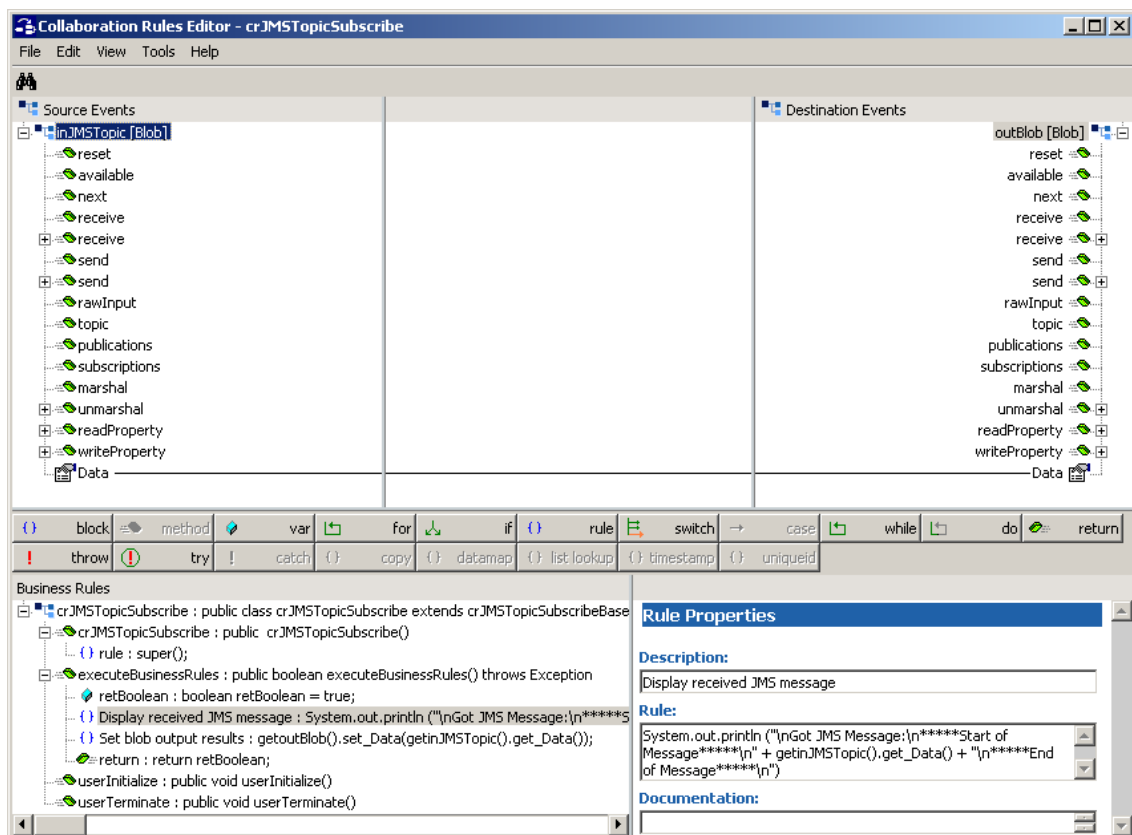 Collaboration Rules Editor - crJMSTopicSubscribe
File Edit View Tools Help
Source Events
Destination Events
inJMSTopic [Blob]
outBlob [Blob]
reset
reset
available
available
next
next
receive
receive
receive
receive
send
send
send
send
rawInput
rawInput
topic
topic
publications
publications
subscriptions
subscriptions
marshal
marshal
unmarshal
unmarshal
readProperty
readProperty
writeProperty
writeProperty
Data
Data
{} block method var for if {} rule switch case while do return
! throw try ! catch {} copy {} datamap {} list lookup {} timestamp {} uniqueid
Business Rules
crJMSTopicSubscribe : public class crJMSTopicSubscribe extends crJMSTopicSubscribeBase
crJMSTopicSubscribe : public crJMSTopicSubscribe()
{} rule : super();
executeBusinessRules : public boolean executeBusinessRules() throws Exception
retBoolean : boolean retBoolean = true;
{} Display received JMS message : System.out.println ("\nGot JMS Message:\n*****S
{} Set blob output results : getoutBlob().set_Data(getinJMSTopic().get_Data());
return : return retBoolean;
userInitialize : public void userInitialize()
userTerminate : public void userTerminate()
Rule Properties
Description:
Display received JMS message
Rule:
System.out.println ("\nGot JMS Message:\n*****Start of
Message*****\n" + getinJMSTopic().get_Data() + "\n*****End
of Message*****\n")
Documentation: